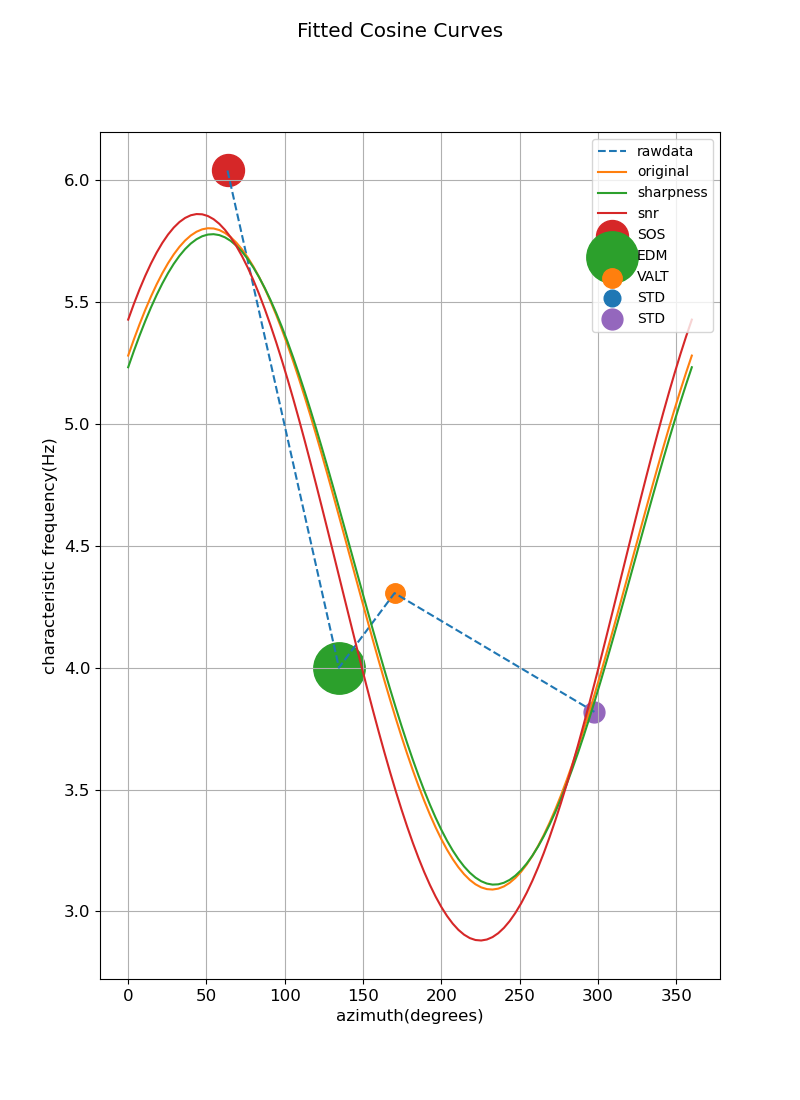 Fitted Cosine Curves
rawdata
original
sharpness
snr
SOS
EDM
VALT
STD
STD
characteristic frequency(Hz)
6.0
5.5
5.0
4.5
4.0
3.5
3.0
0 50 100 150 200 250 300 350
azimuth(degrees)